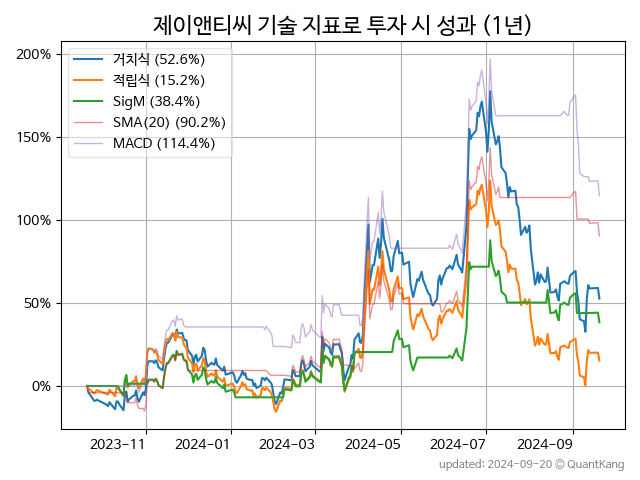 제이앤티씨 기술 지표로 투자 시 성과 (1년)
거치식 (52.6%)
적립식 (15.2%)
SigM (38.4%)
SMA(20) (90.2%)
MACD (114.4%)
200%
150%
100%
50%
0%
2023-11 2024-01 2024-03 2024-05 2024-07 2024-09
updated: 2024-09-20 © QuantKang